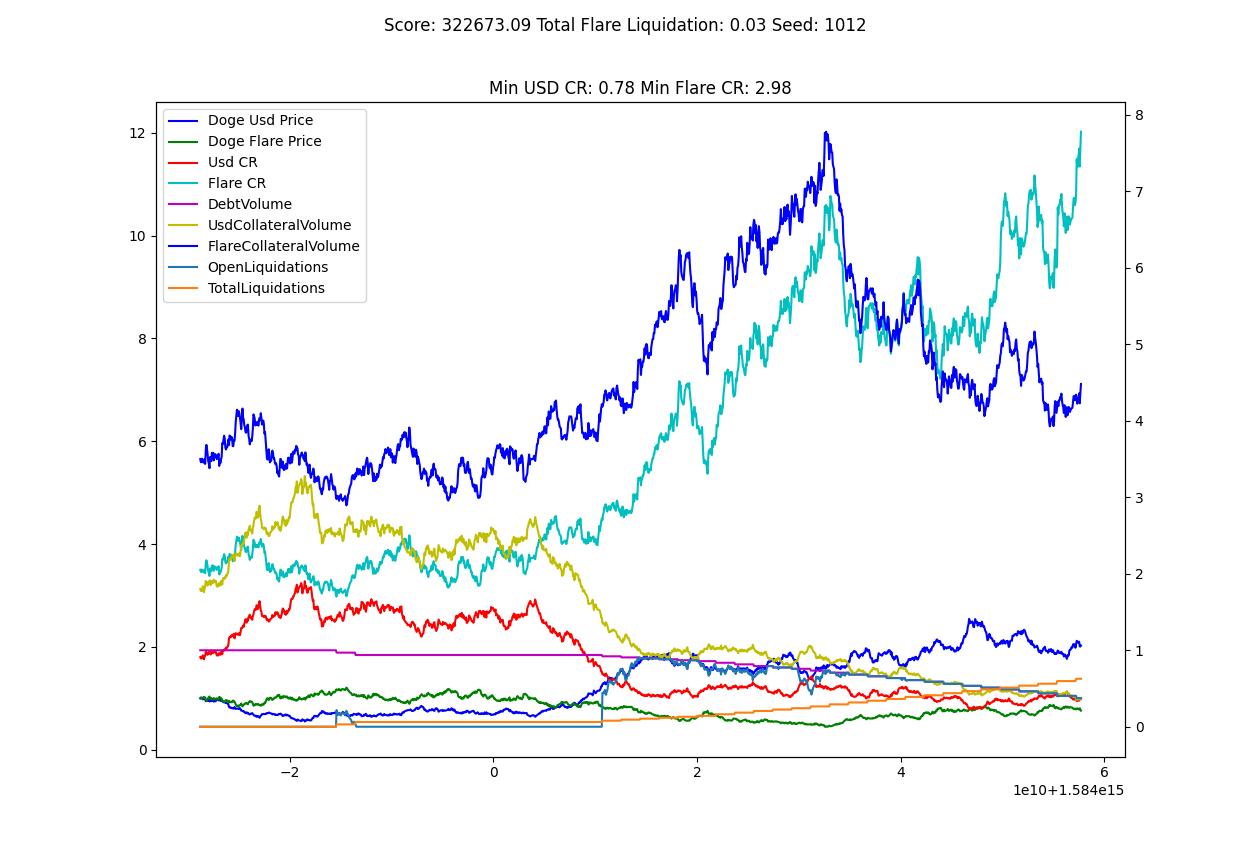 Score: 322673.09 Total Flare Liquidation: 0.03 Seed: 1012
Min USD CR: 0.78 Min Flare CR: 2.98
Doge Usd Price
Doge Flare Price
Usd CR
Flare CR
DebtVolume
UsdCollateralVolume
FlareCollateralVolume
OpenLiquidations
TotalLiquidations
12
10
8
6
4
2
0
8
7
6
5
4
3
2
1
0
−2
0
2
4
6
1e10+1.584e15